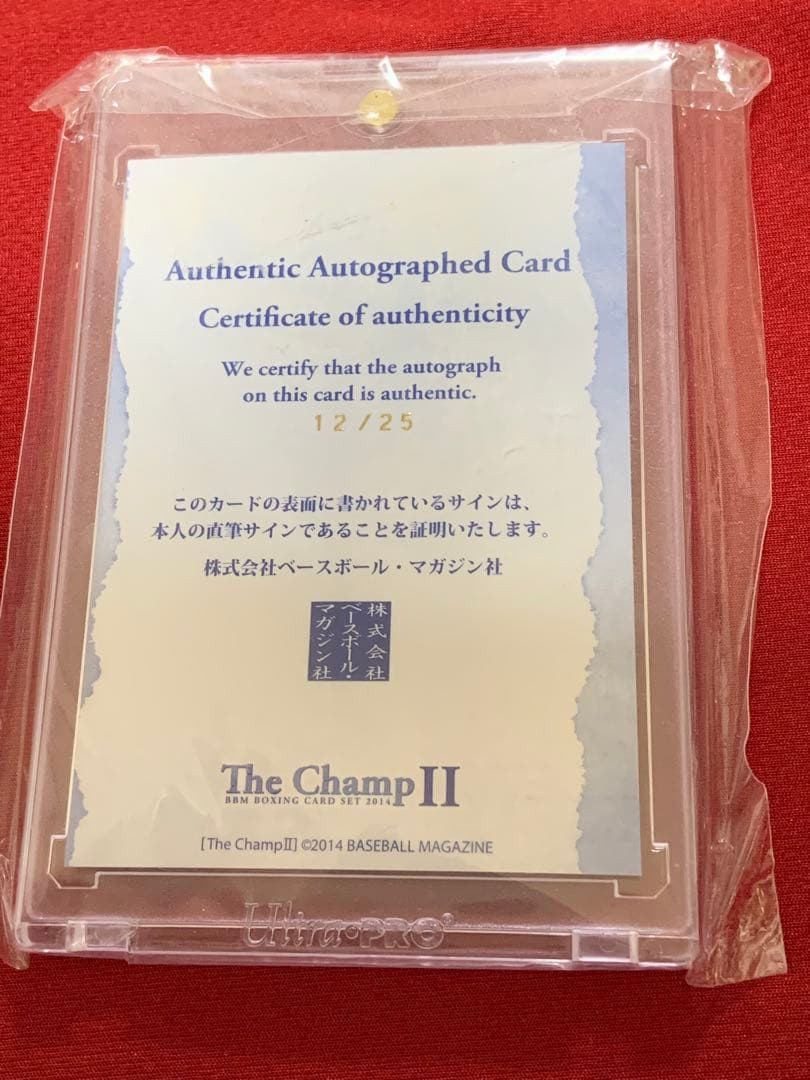 Authentic Autographed Card
Certificate of authenticity
We certify that the autograph
on this card is authentic.
12/25
このカードの表面に書かれているサインは、
本人の直筆サインであることを証明いたします。
株式会社ベースボール・マガジン社
株式会社
ベースボール・
マガジン社
The Champ II
BBM BOXING CARD SET 2014
[The ChampII] ©2014 BASEBALL MAGAZINE
Ultra•PRO®